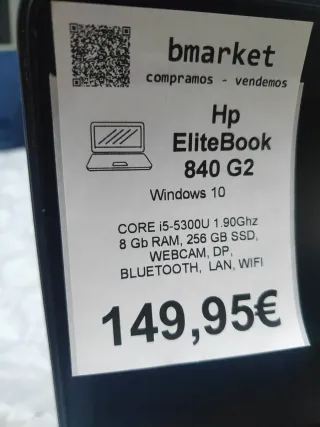 bmarket
compramos - vendemos
Hp
EliteBook
840 G2
Windows 10
CORE i5-5300U 1.90Ghz
8 Gb RAM, 256 GB SSD,
WEBCAM, DP,
BLUETOOTH, LAN, WIFI
149,95€